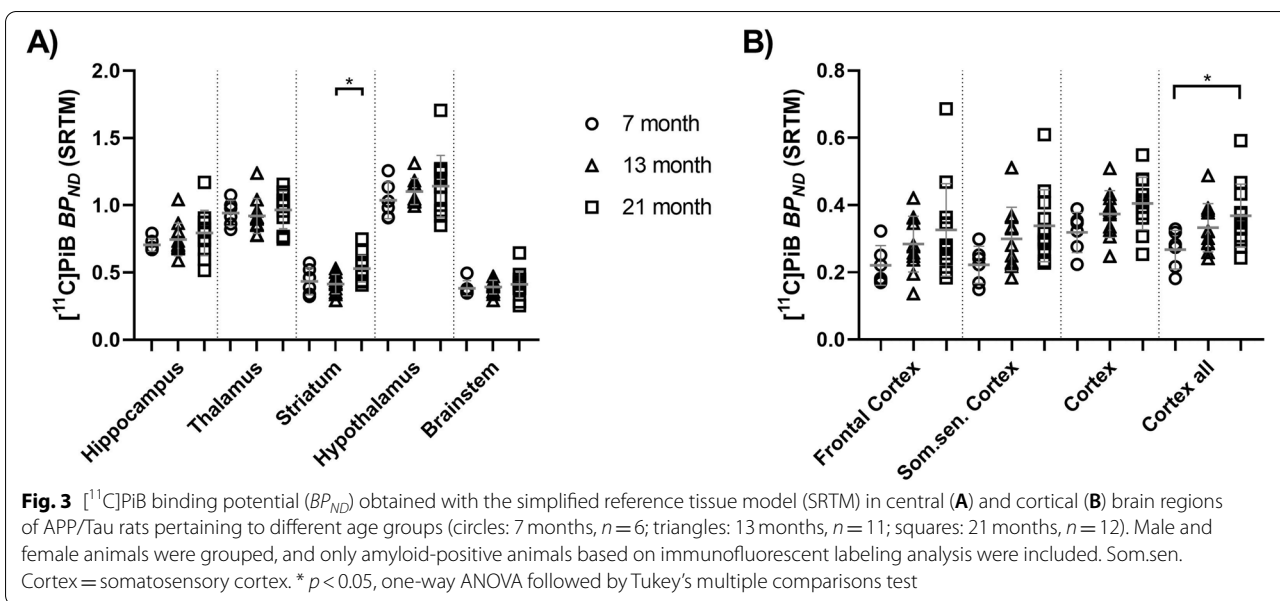 A)
B)
[¹¹C]PiB BP_ND (SRTM)
2.0
1.5
1.0
0.5
0.0
*
Hippocampus
Thalamus
Striatum
Hypothalamus
Brainstem
7 month
13 month
21 month
[¹¹C]PiB BP_ND (SRTM)
0.8
0.6
0.4
0.2
0.0
*
Frontal Cortex
Som.sen. Cortex
Cortex
Cortex all
Fig. 3 [¹¹C]PiB binding potential (BP_ND) obtained with the simplified reference tissue model (SRTM) in central (A) and cortical (B) brain regions
of APP/Tau rats pertaining to different age groups (circles: 7 months, n = 6; triangles: 13 months, n = 11; squares: 21 months, n = 12). Male and
female animals were grouped, and only amyloid-positive animals based on immunofluorescent labeling analysis were included. Som.sen.
Cortex = somatosensory cortex. * p < 0.05, one-way ANOVA followed by Tukey's multiple comparisons test